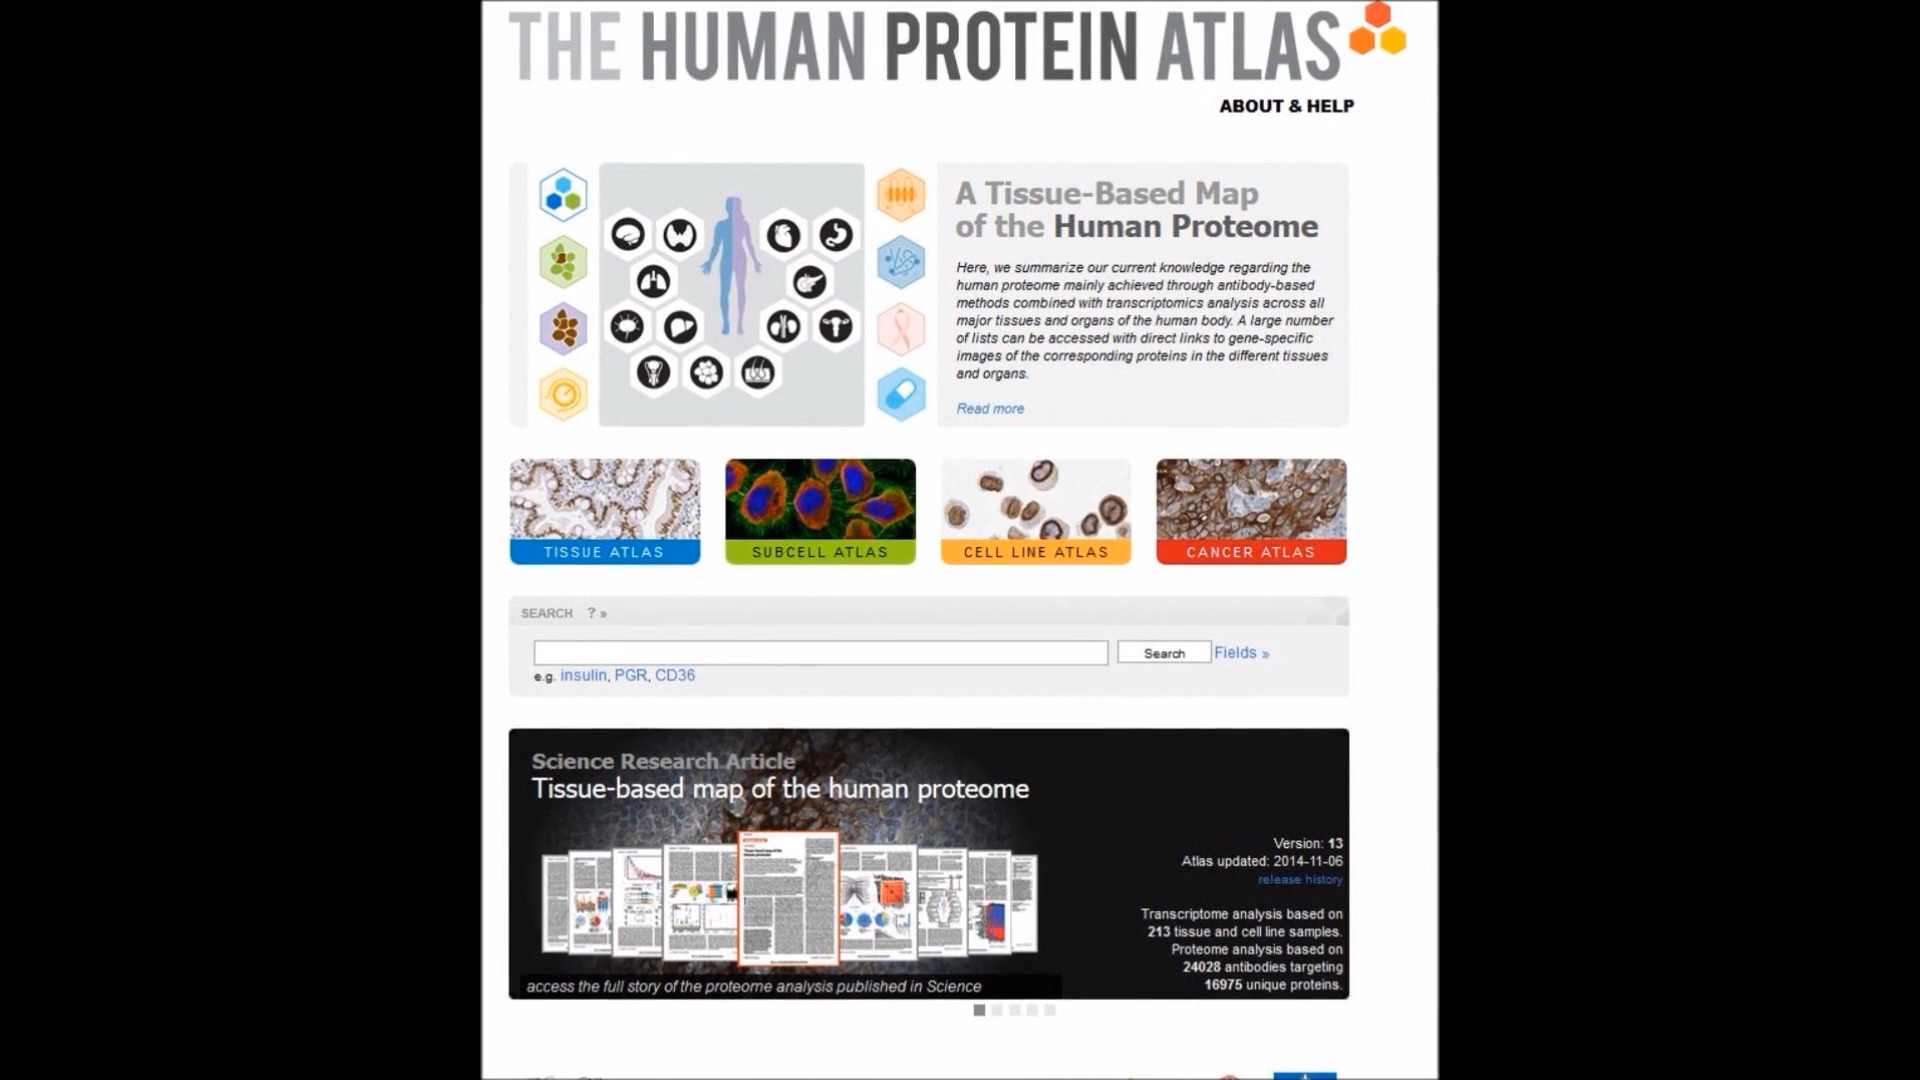 THE HUMAN PROTEIN ATLAS
ABOUT & HELP
A Tissue-Based Map
of the Human Proteome
Here, we summarize our current knowledge regarding the
human proteome mainly achieved through antibody-based
methods combined with transcriptomics analysis across all
major tissues and organs of the human body. A large number
of lists can be accessed with direct links to gene-specific
images of the corresponding proteins in the different tissues
and organs.
Read more
TISSUE ATLAS
SUBCELL ATLAS
CELL LINE ATLAS
CANCER ATLAS
SEARCH ? »
Search
Fields »
e.g. insulin, PGR, CD36
Science Research Article
Tissue-based map of the human proteome
Version: 13
Atlas updated: 2014-11-06
release history
Transcriptome analysis based on
213 tissue and cell line samples.
Proteome analysis based on
24028 antibodies targeting
16975 unique proteins.
access the full story of the proteome analysis published in Science